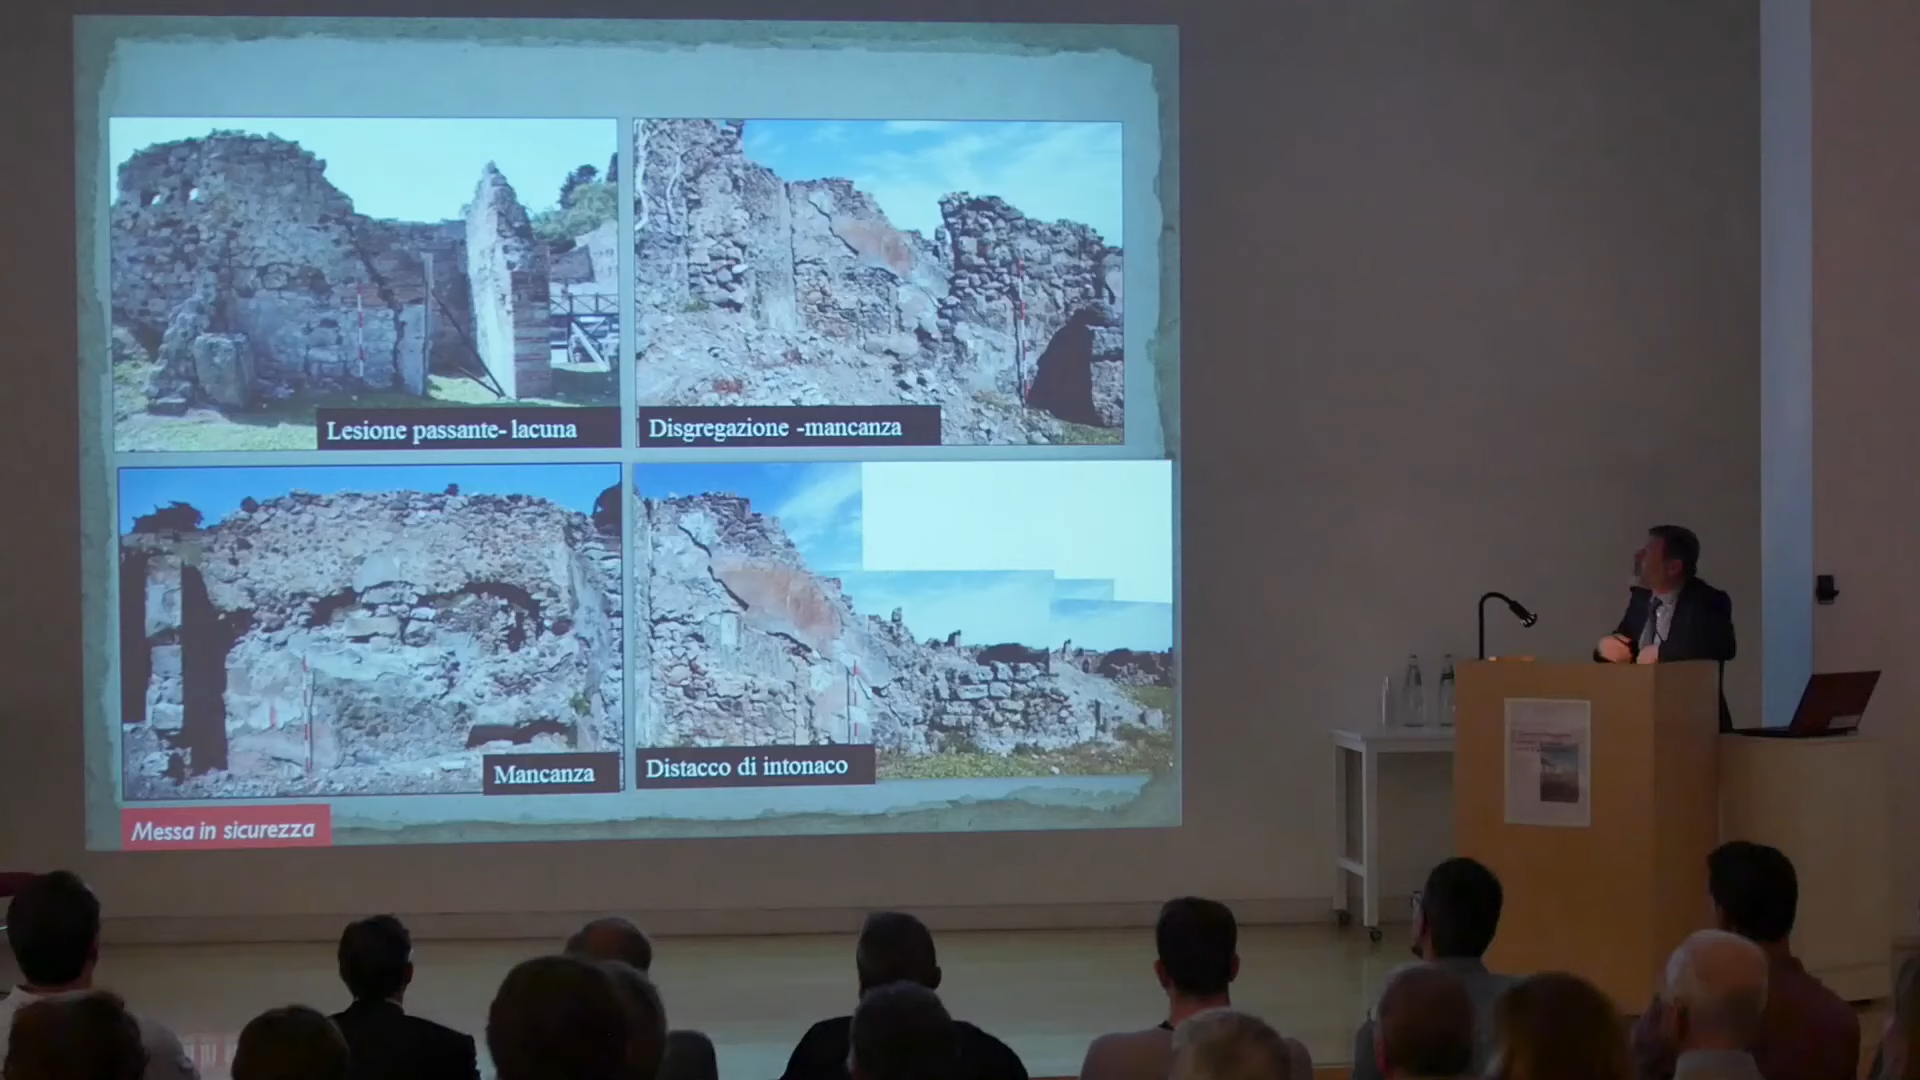 Lesione passante- lacuna
Disgregazione -mancanza
Mancanza
Distacco di intonaco
Messa in sicurezza